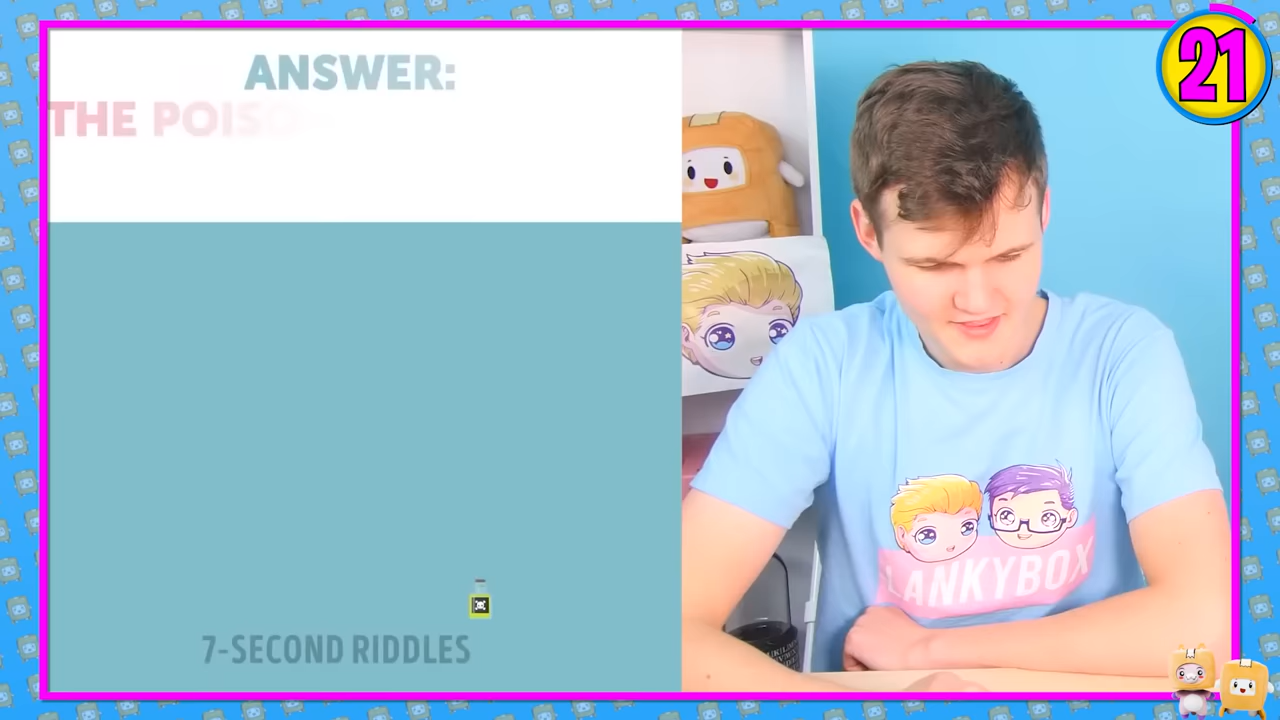 ANSWER:
21
THE POIS
7-SECOND RIDDLES
LANKYBOX